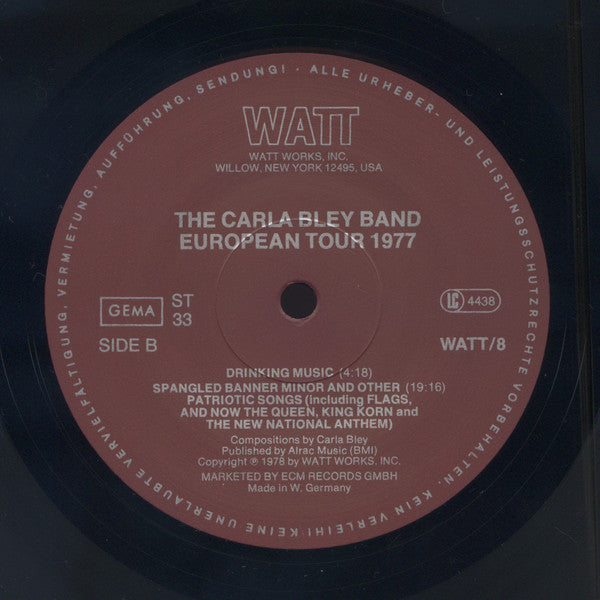 WATT
WATT WORKS, INC.
WILLOW, NEW YORK 12495, USA
THE CARLA BLEY BAND
EUROPEAN TOUR 1977
GEMA
ST
33
SIDE B
LC 4438
WATT/8
DRINKING MUSIC (4:18)
SPANGLED BANNER MINOR AND OTHER (19:16)
PATRIOTIC SONGS (including FLAGS,
AND NOW THE QUEEN, KING KORN and
THE NEW NATIONAL ANTHEM)
Compositions by Carla Bley
Published by Alrac Music (BMI)
Copyright ℗ 1978 by WATT WORKS, INC.
MARKETED BY ECM RECORDS GMBH
Made in W. Germany
ALLE URHEBER- UND LEISTUNGSSCHUTZRECHTE VORBEHALTEN. KEIN VERLEIH! KEINE UNERLAUBTE VERVIELFÄLTIGUNG, VERMIETUNG, AUFFÜHRUNG, SENDUNG! ·